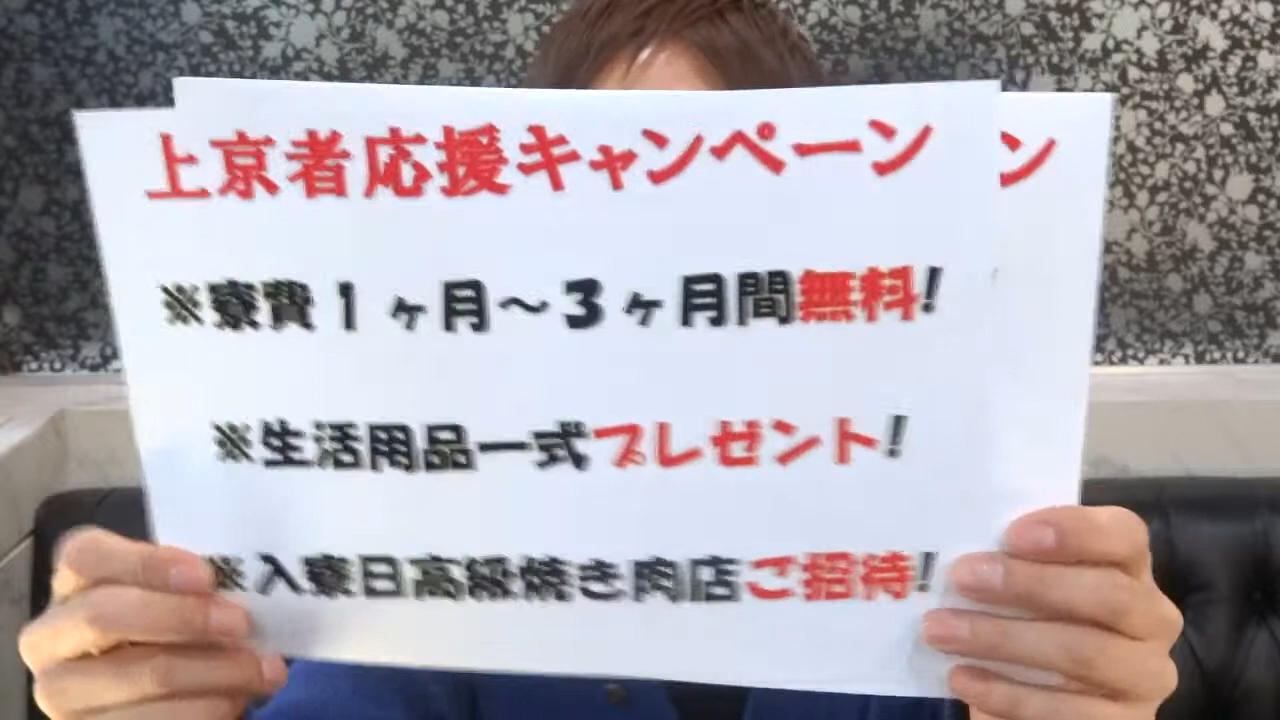 上京者応援キャンペーン
ン
※寮費１ヶ月～３ヶ月間無料!
※生活用品一式プレゼント!
※入寮日高級焼き肉店ご招待!